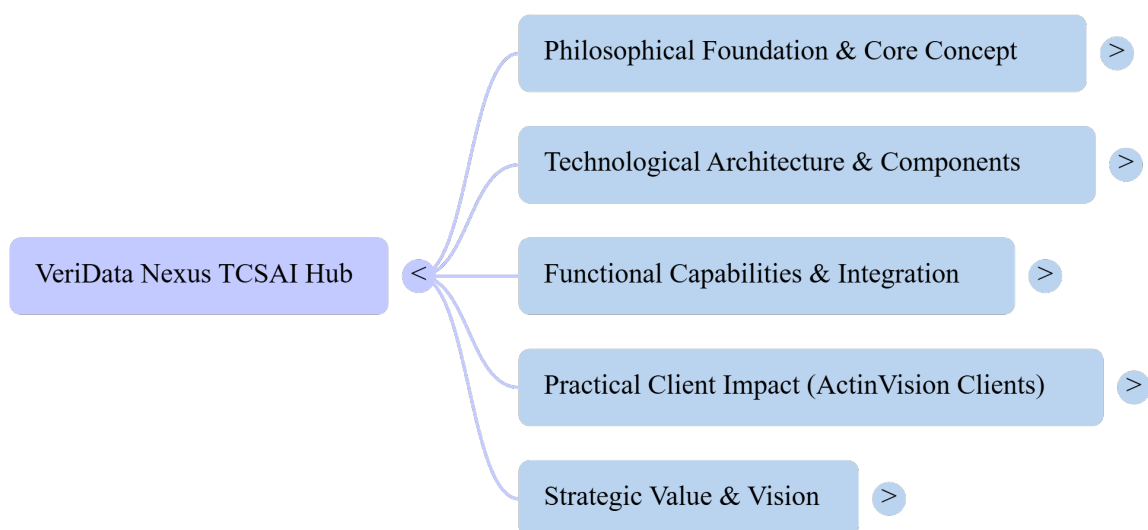 Philosophical Foundation & Core Concept >
Technological Architecture & Components >
VeriData Nexus TCSAI Hub <
Functional Capabilities & Integration >
Practical Client Impact (ActinVision Clients) >
Strategic Value & Vision >